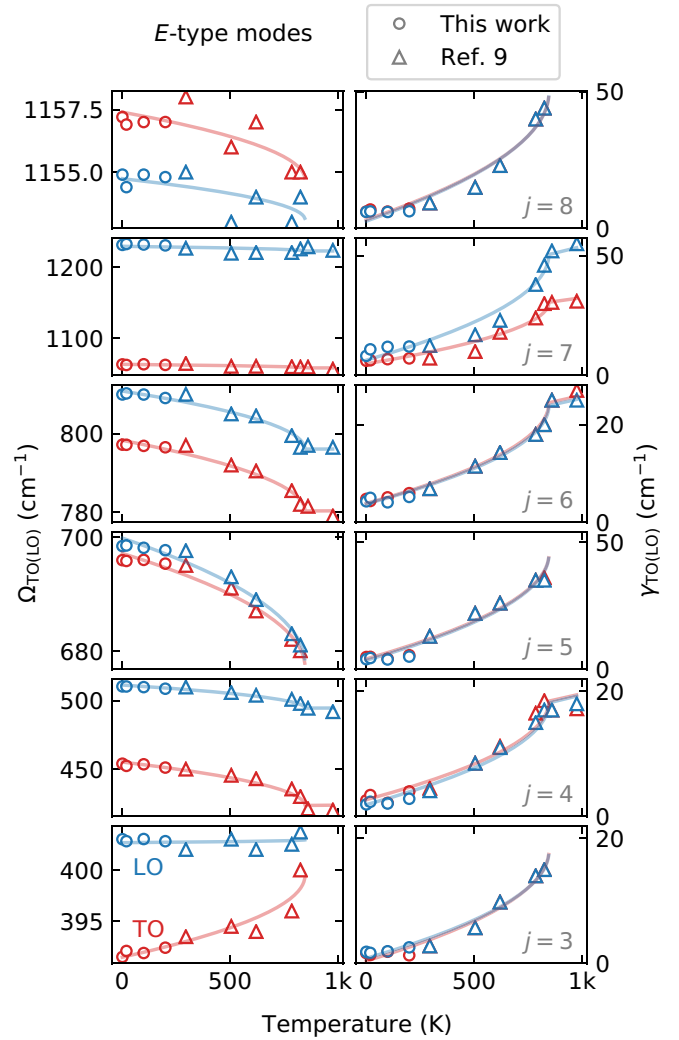 E-type modes
This work
Ref. 9
1157.5
1155.0
50
0
j = 8
1200
1100
50
0
j = 7
800
780
20
0
j = 6
700
680
50
0
j = 5
500
450
20
0
j = 4
400
395
LO
TO
20
0
j = 3
Ω_TO(LO) (cm⁻¹)
γ_TO(LO) (cm⁻¹)
0 500 1k 0 500 1k
Temperature (K)